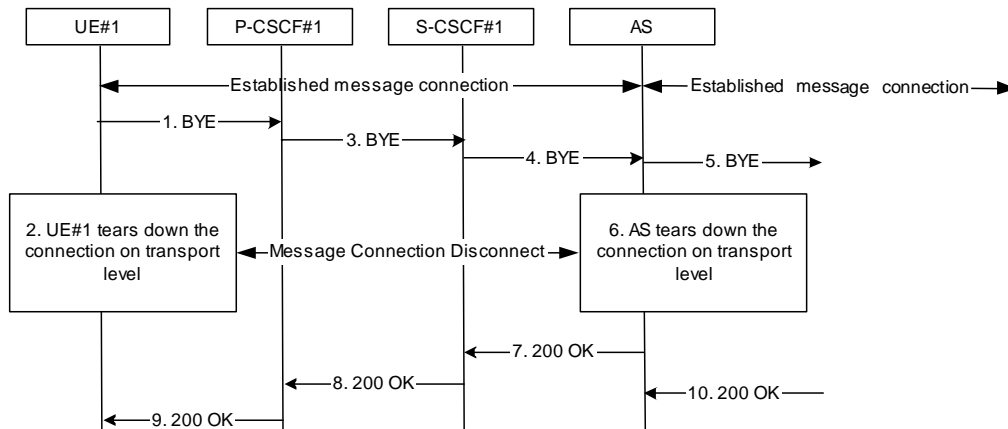 UE#1
P-CSCF#1
S-CSCF#1
AS
Established message connection
Established message connection
1. BYE
3. BYE
4. BYE
5. BYE
2. UE#1 tears down the
connection on transport
level
Message Connection Disconnect
6. AS tears down the
connection on transport
level
7. 200 OK
8. 200 OK
10. 200 OK
9. 200 OK